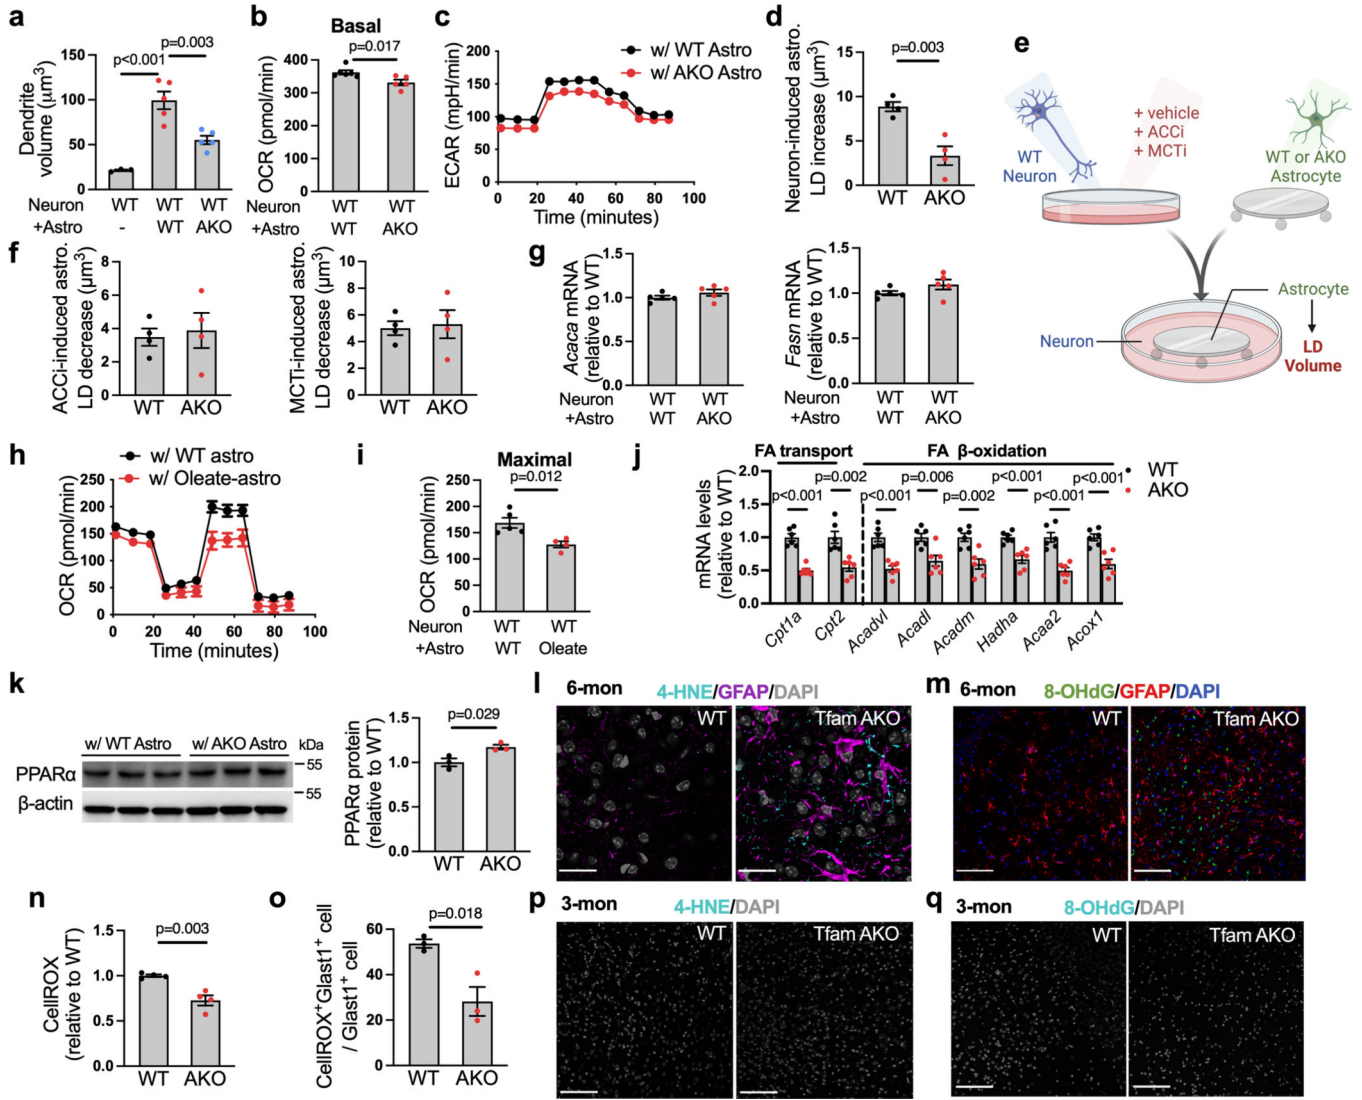 a
Dendrite
volume (μm³)
150
100
50
0
p<0.001
p=0.003
Neuron WT WT WT
+Astro - WT AKO
b
Basal
p=0.017
OCR (pmol/min)
400
300
200
100
0
Neuron WT WT
+Astro WT AKO
c
w/ WT Astro
w/ AKO Astro
ECAR (mpH/min)
200
150
100
50
0
0 20 40 60 80 100
Time (minutes)
d
Neuron-induced astro.
LD increase (μm³)
p=0.003
15
10
5
0
WT AKO
e
WT
Neuron
+ vehicle
+ ACCi
+ MCTi
WT or AKO
Astrocyte
Astrocyte
Neuron
LD
Volume
f
ACCi-induced astro.
LD decrease (μm³)
8
6
4
2
0
WT AKO
MCTi-induced astro.
LD decrease (μm³)
10
8
6
4
2
0
WT AKO
g
Acaca mRNA
(relative to WT)
1.5
1.0
0.5
0.0
Neuron WT WT
+Astro WT AKO
Fasn mRNA
(relative to WT)
1.5
1.0
0.5
0.0
Neuron WT WT
+Astro WT AKO
h
w/ WT astro
w/ Oleate-astro
OCR (pmol/min)
250
200
150
100
50
0
0 20 40 60 80 100
Time (minutes)
i
Maximal
p=0.012
OCR (pmol/min)
250
200
150
100
50
0
Neuron WT WT
+Astro WT Oleate
j
FA transport
FA β-oxidation
WT
AKO
mRNA levels
(relative to WT)
2.0
1.5
1.0
0.5
0.0
p<0.001
p=0.002
p<0.001
p=0.006
p=0.002
p<0.001
p<0.001
p<0.001
Cpt1a Cpt2 Acadvl Acadl Acadm Hadha Acaa2 Acox1
k
w/ WT Astro w/ AKO Astro kDa
PPARα 55
β-actin 55
PPARα protein
(relative to WT)
p=0.029
1.5
1.0
0.5
0.0
WT AKO
l
6-mon 4-HNE/GFAP/DAPI
WT Tfam AKO
m
6-mon 8-OHdG/GFAP/DAPI
WT Tfam AKO
n
CellROX
(relative to WT)
p=0.003
1.5
1.0
0.5
0.0
WT AKO
o
CellROX⁺Glast1⁺ cell
/ Glast1⁺ cell
p=0.018
60
40
20
0
WT AKO
p
3-mon 4-HNE/DAPI
WT Tfam AKO
q
3-mon 8-OHdG/DAPI
WT Tfam AKO